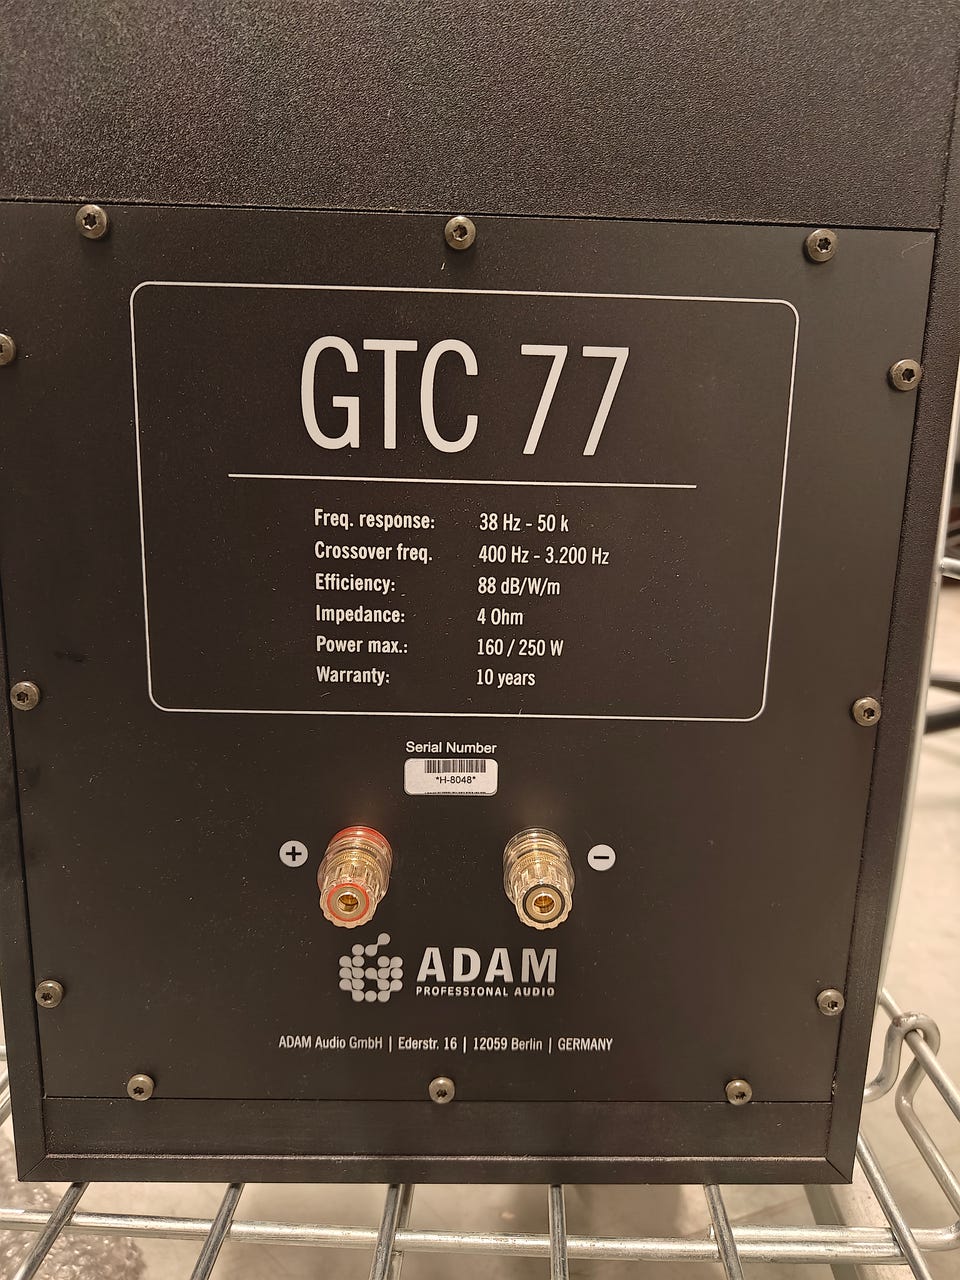 GTC 77
Freq. response: 38 Hz - 50 k
Crossover freq. 400 Hz - 3.200 Hz
Efficiency: 88 dB/W/m
Impedance: 4 Ohm
Power max.: 160 / 250 W
Warranty: 10 years
Serial Number
*H-8048*
+ −
ADAM
PROFESSIONAL AUDIO
ADAM Audio GmbH | Ederstr. 16 | 12059 Berlin | GERMANY